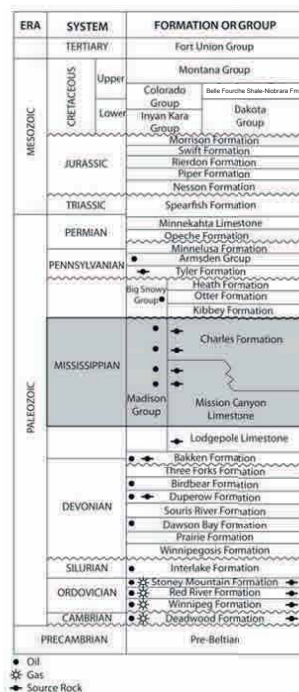 ERA SYSTEM FORMATION OR GROUP
TERTIARY Fort Union Group
MESOZOIC
CRETACEOUS
Upper
Montana Group
Colorado Group
Belle Fourche Shale-Niobrara Fm
Lower
Inyan Kara Group
Dakota Group
JURASSIC
Morrison Formation
Swift Formation
Rierdon Formation
Piper Formation
Nesson Formation
TRIASSIC Spearfish Formation
PALEOZOIC
PERMIAN
Minnekahta Limestone
Opeche Formation
PENNSYLVANIAN
Minnelusa Formation
Armsden Group
Tyler Formation
MISSISSIPPIAN
Big Snowy Group
Heath Formation
Otter Formation
Kibbey Formation
Madison Group
Charles Formation
Mission Canyon Limestone
Lodgepole Limestone
Bakken Formation
DEVONIAN
Three Forks Formation
Birdbear Formation
Duperow Formation
Souris River Formation
Dawson Bay Formation
Prairie Formation
Winnipegosis Formation
SILURIAN Interlake Formation
ORDOVICIAN
Stoney Mountain Formation
Red River Formation
Winnipeg Formation
CAMBRIAN Deadwood Formation
PRECAMBRIAN Pre-Beltian
Oil
Gas
Source Rock